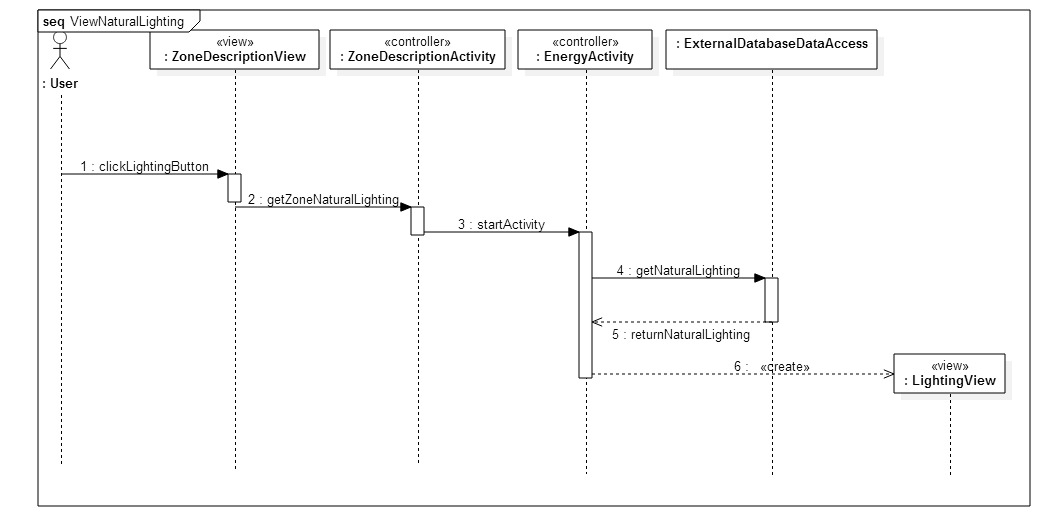 seq ViewNaturalLighting
: User
«view»
: ZoneDescriptionView
«controller»
: ZoneDescriptionActivity
«controller»
: EnergyActivity
: ExternalDatabaseDataAccess
1 : clickLightingButton
2 : getZoneNaturalLighting
3 : startActivity
4 : getNaturalLighting
5 : returnNaturalLighting
6 : «create»
«view»
: LightingView